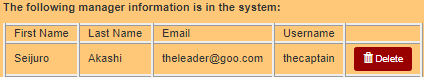 The following manager information is in the system:
First Name Last Name Email Username
Seijuro Akashi theleader@goo.com thecaptain Delete